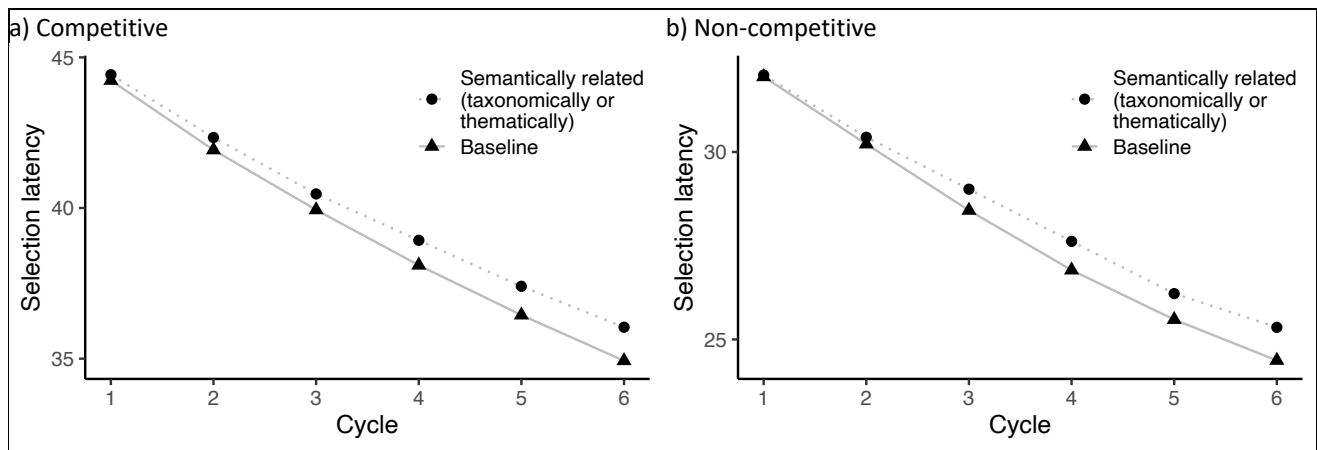 a) Competitive
45
40
35
Selection latency
1 2 3 4 5 6
Cycle
Semantically related
(taxonomically or
thematically)
Baseline
b) Non-competitive
30
25
Selection latency
1 2 3 4 5 6
Cycle
Semantically related
(taxonomically or
thematically)
Baseline